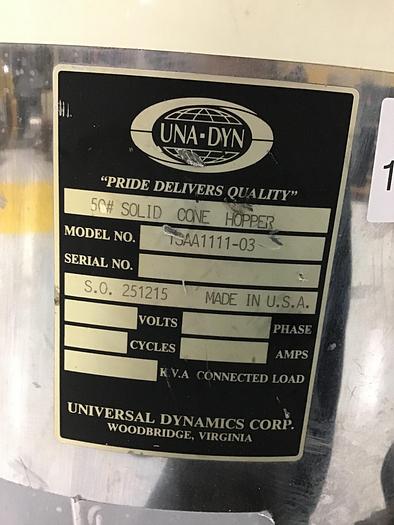 UNA-DYN
"PRIDE DELIVERS QUALITY"
50# SOLID CONE HOPPER
MODEL NO.
SERIAL NO.
S.O. 251215 MADE IN U.S.A.
VOLTS PHASE
CYCLES AMPS
K.V.A CONNECTED LOAD
UNIVERSAL DYNAMICS CORP.
WOODBRIDGE, VIRGINIA
1